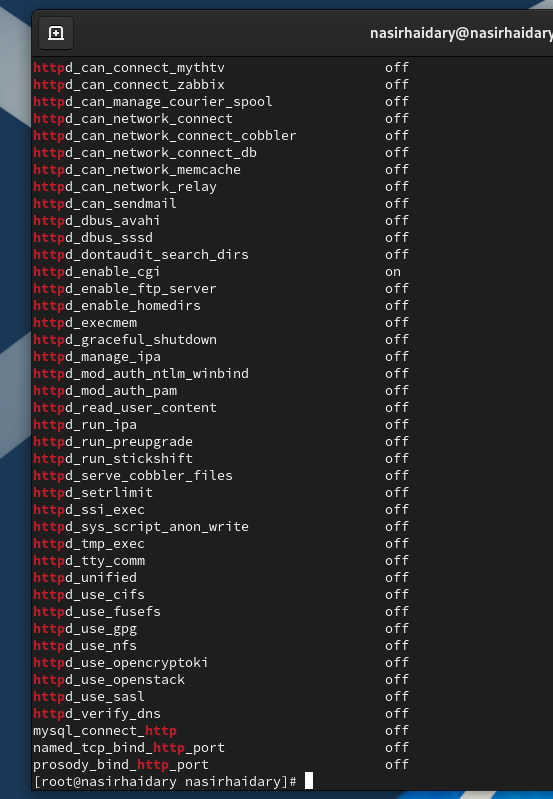 nasirhaidary@nasirhaidary
httpd_can_connect_mythtv off
httpd_can_connect_zabbix off
httpd_can_manage_courier_spool off
httpd_can_network_connect off
httpd_can_network_connect_cobbler off
httpd_can_network_connect_db off
httpd_can_network_memcache off
httpd_can_network_relay off
httpd_can_sendmail off
httpd_dbus_avahi off
httpd_dbus_sssd off
httpd_dontaudit_search_dirs off
httpd_enable_cgi on
httpd_enable_ftp_server off
httpd_enable_homedirs off
httpd_execmem off
httpd_graceful_shutdown off
httpd_manage_ipa off
httpd_mod_auth_ntlm_winbind off
httpd_mod_auth_pam off
httpd_read_user_content off
httpd_run_ipa off
httpd_run_preupgrade off
httpd_run_stickshift off
httpd_serve_cobbler_files off
httpd_setrlimit off
httpd_ssi_exec off
httpd_sys_script_anon_write off
httpd_tmp_exec off
httpd_tty_comm off
httpd_unified off
httpd_use_cifs off
httpd_use_fusefs off
httpd_use_gpg off
httpd_use_nfs off
httpd_use_opencryptoki off
httpd_use_openstack off
httpd_use_sasl off
httpd_verify_dns off
mysql_connect_http off
named_tcp_bind_http_port off
prosody_bind_http_port off
[root@nasirhaidary nasirhaidary]#